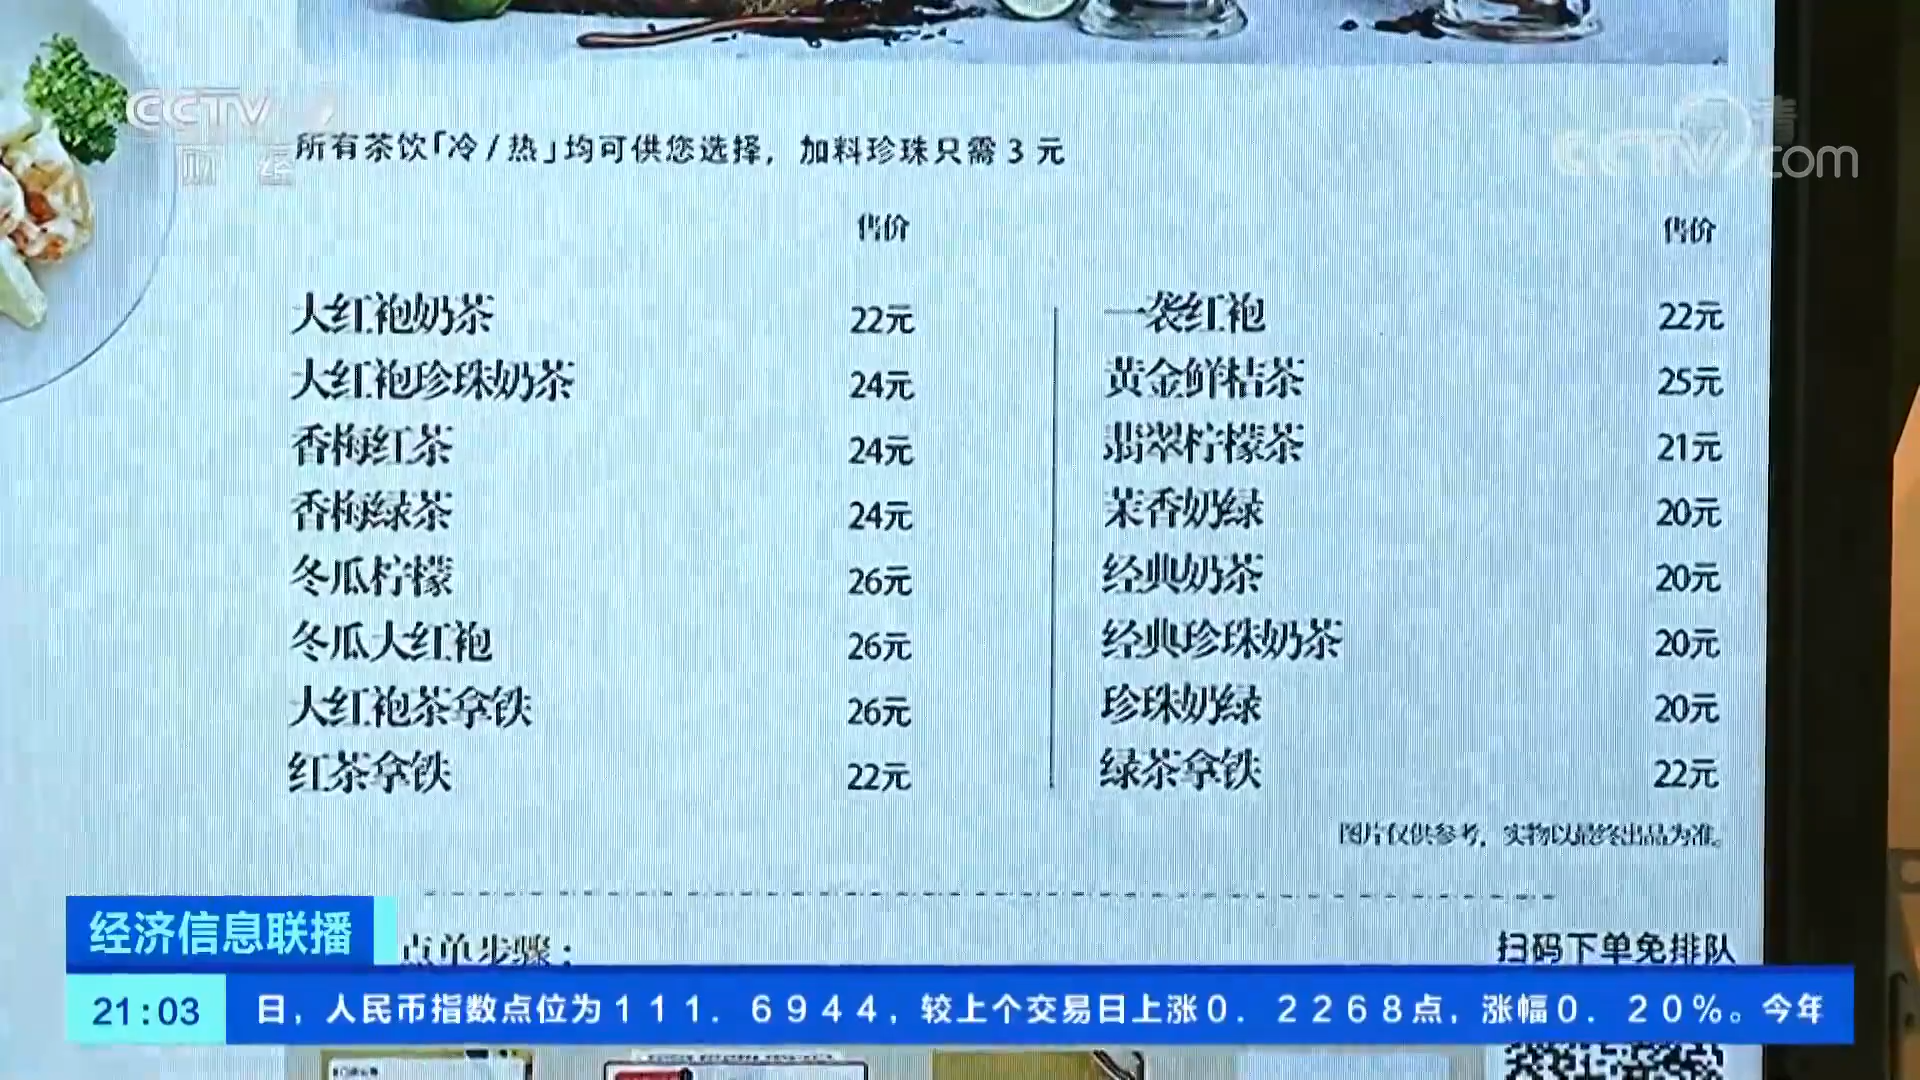 CCTV 2
财经
CCTV.com
所有茶饮「冷/热」均可供您选择，加料珍珠只需3元
售价
大红袍奶茶 22元
大红袍珍珠奶茶 24元
香梅红茶 24元
香梅绿茶 24元
冬瓜柠檬 26元
冬瓜大红袍 26元
大红袍茶拿铁 26元
红茶拿铁 22元
售价
一袭红袍 22元
黄金鲜桔茶 25元
翡翠柠檬茶 21元
茉香奶绿 20元
经典奶茶 20元
经典珍珠奶茶 20元
珍珠奶绿 20元
绿茶拿铁 22元
图片仅供参考，实物以最终出品为准。
点单步骤：
扫码下单免排队
经济信息联播
21:03 日，人民币指数点位为111．6944，较上个交易日上涨0．2268点，涨幅0．20%。今年